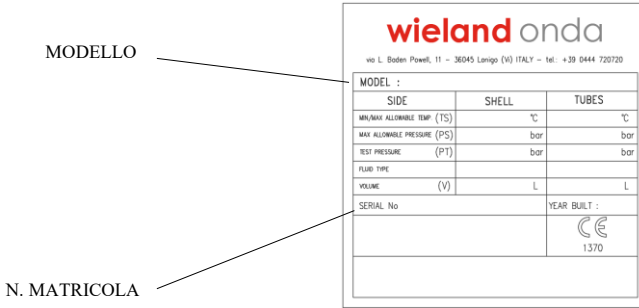 wieland onda
via L. Baden Powell, 11 – 36045 Lonigo (Vi) ITALY – tel.: +39 0444 720720
MODELLO
MODEL :
SIDE SHELL TUBES
MIN/MAX ALLOWABLE TEMP (TS) °C °C
MAX ALLOWABLE PRESSURE (PS) bar bar
TEST PRESSURE (PT) bar bar
FLUID TYPE
VOLUME (V) L L
SERIAL No YEAR BUILT :
CE
1370
N. MATRICOLA